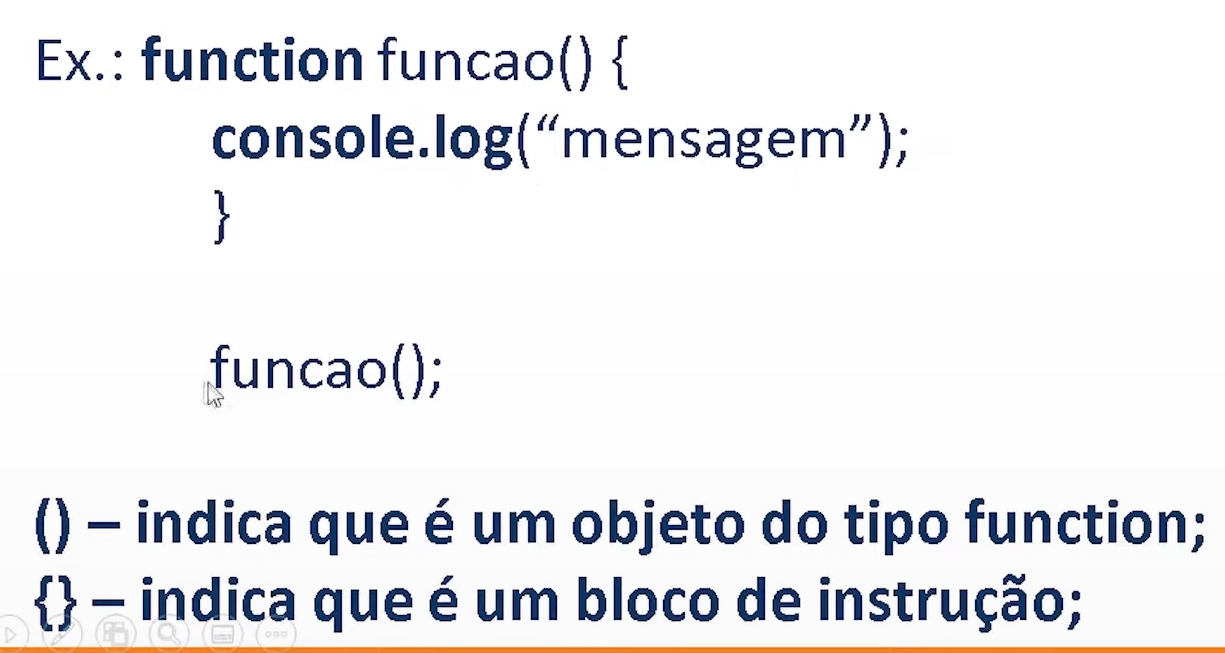 Ex.: function funcao() {
console.log(“mensagem”);
}
funcao();
() – indica que é um objeto do tipo function;
{} – indica que é um bloco de instrução;